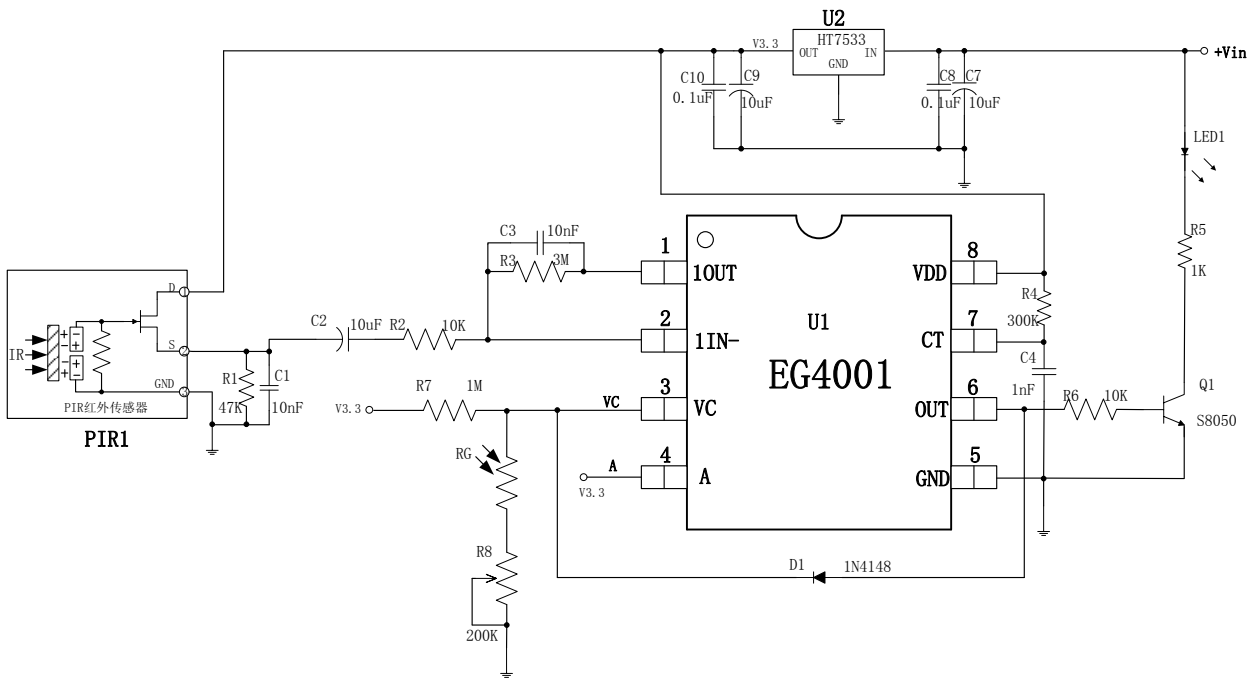 U2
HT7533
V3.3 OUT IN
GND
+Vin
C10 C9
0.1uF 10uF
C8 C7
0.1uF 10uF
LED1
R5
1K
C3 10nF
R3 3M
1 8
1OUT VDD
R4
300K
2 7
1IN- CT
U1
EG4001
C4
1nF
3 6
VC OUT
4 5
A GND
D 1
S 2
GND 3
IR
+ - - +
+ - - +
PIR红外传感器
PIR1
R1
47K
C1
10nF
C2 10uF R2 10K
R7 1M
V3.3
VC
RG
A
V3.3
R6 10K
Q1
S8050
R8
200K
D1 1N4148